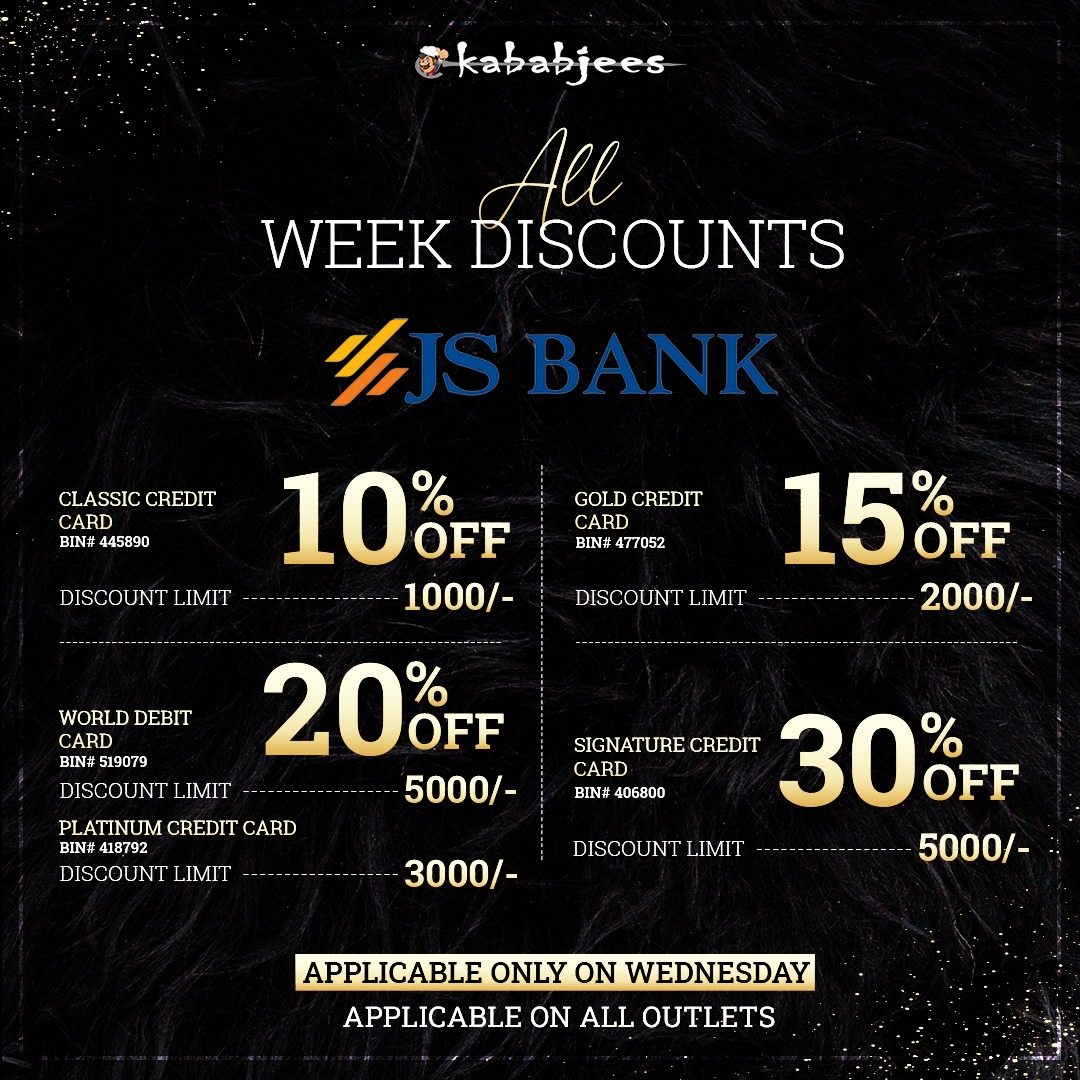 kababjees
All
WEEK DISCOUNTS
JS BANK
CLASSIC CREDIT
CARD
BIN# 445890
10% OFF
DISCOUNT LIMIT 1000/-
GOLD CREDIT
CARD
BIN# 477052
15% OFF
DISCOUNT LIMIT 2000/-
WORLD DEBIT
CARD
BIN# 519079
20% OFF
DISCOUNT LIMIT 5000/-
PLATINUM CREDIT CARD
BIN# 418792
DISCOUNT LIMIT 3000/-
SIGNATURE CREDIT
CARD
BIN# 406800
30% OFF
DISCOUNT LIMIT 5000/-
APPLICABLE ONLY ON WEDNESDAY
APPLICABLE ON ALL OUTLETS